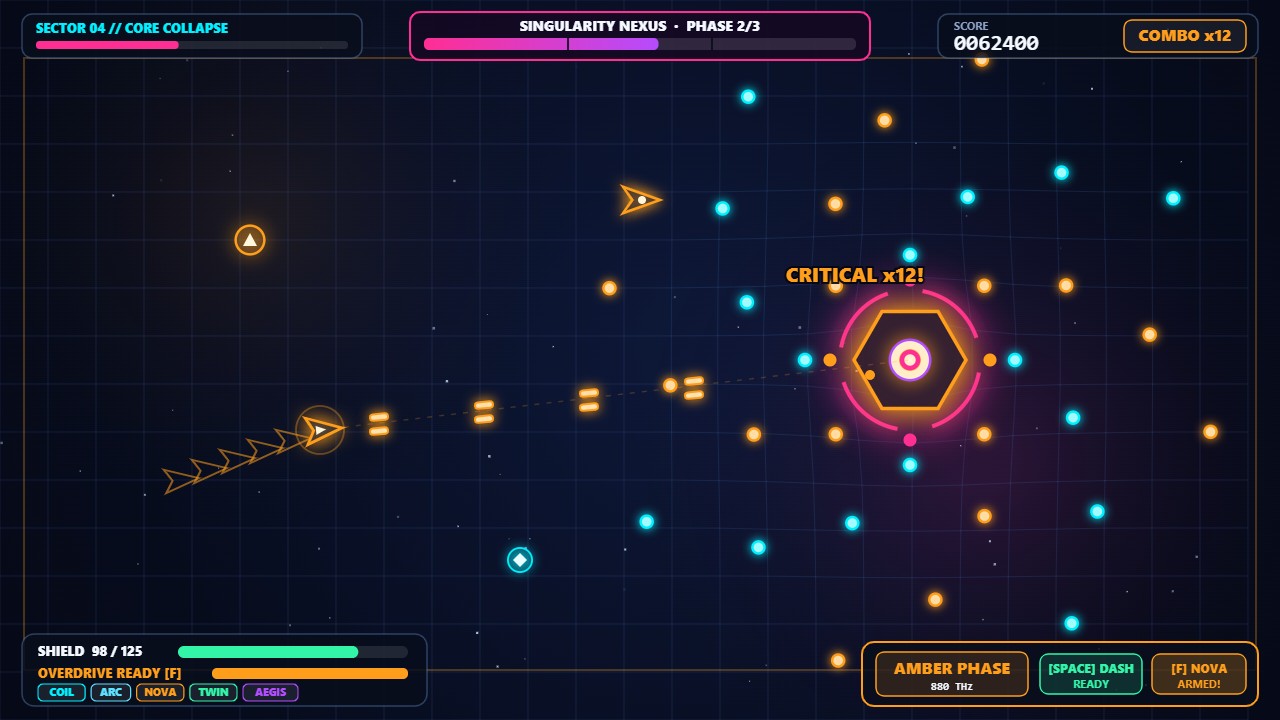 SECTOR 04 // CORE COLLAPSE
SINGULARITY NEXUS · PHASE 2/3
SCORE
0062400
COMBO x12
CRITICAL x12!
SHIELD 98 / 125
OVERDRIVE READY [F]
COIL ARC NOVA TWIN AEGIS
AMBER PHASE
880 THz
[SPACE] DASH
READY
[F] NOVA
ARMED!